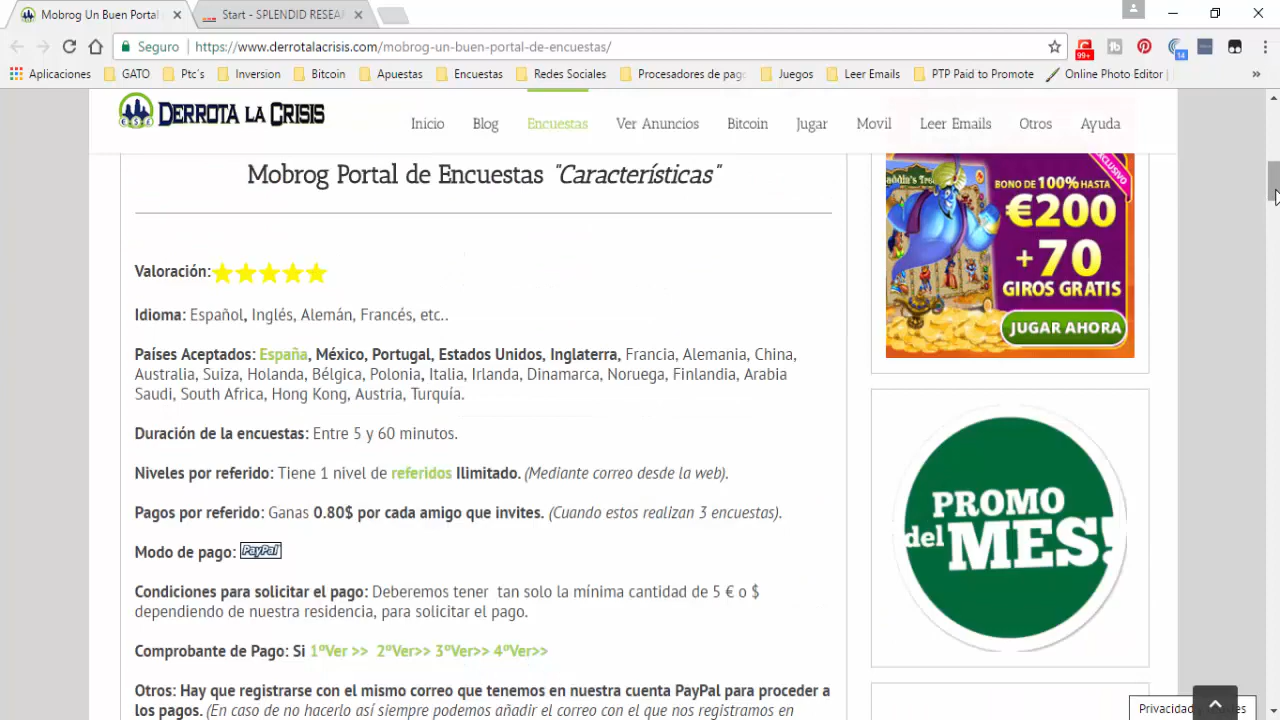 Mobrog Un Buen Portal
Start - SPLENDID RESEA
Seguro
https://www.derrotalacrisis.com/mobrog-un-buen-portal-de-encuestas/
99+
14
Aplicaciones
GATO
Ptc's
Inversion
Bitcoin
Apuestas
Encuestas
Redes Sociales
Procesadores de pago
Juegos
Leer Emails
PTP Paid to Promote
Online Photo Editor
»
DERROTA LA CRISIS
Inicio
Blog
Encuestas
Ver Anuncios
Bitcoin
Jugar
Movil
Leer Emails
Otros
Ayuda
Mobrog Portal de Encuestas "Características"
Valoración:
Idioma: Español, Inglés, Alemán, Francés, etc..
Países Aceptados: España, México, Portugal, Estados Unidos, Inglaterra, Francia, Alemania, China,
Australia, Suiza, Holanda, Bélgica, Polonia, Italia, Irlanda, Dinamarca, Noruega, Finlandia, Arabia
Saudi, South Africa, Hong Kong, Austria, Turquía.
Duración de la encuestas: Entre 5 y 60 minutos.
Niveles por referido: Tiene 1 nivel de referidos Ilimitado. (Mediante correo desde la web).
Pagos por referido: Ganas 0.80$ por cada amigo que invites. (Cuando estos realizan 3 encuestas).
Modo de pago: PayPal
Condiciones para solicitar el pago: Deberemos tener tan solo la mínima cantidad de 5 € o $
dependiendo de nuestra residencia, para solicitar el pago.
Comprobante de Pago: Si 1ºVer >> 2ºVer>> 3ºVer>> 4ºVer>>
Otros: Hay que registrarse con el mismo correo que tenemos en nuestra cuenta PayPal para proceder a
los pagos. (En caso de no hacerlo así siempre podemos añadir el correo con el que nos registramos en
EXCLUSIVO
BONO DE 100% HASTA
€200
+70
GIROS GRATIS
JUGAR AHORA
PROMO
del MES!
Privacidad